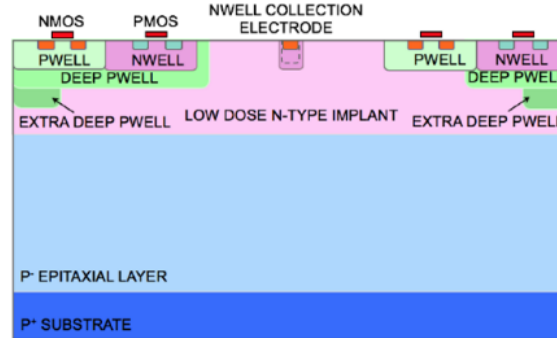 NMOS
PMOS
NWELL COLLECTION
ELECTRODE
PWELL
NWELL
PWELL
NWELL
DEEP PWELL
DEEP PWELL
EXTRA DEEP PWELL
LOW DOSE N-TYPE IMPLANT
EXTRA DEEP PWELL
P⁻ EPITAXIAL LAYER
P⁺ SUBSTRATE